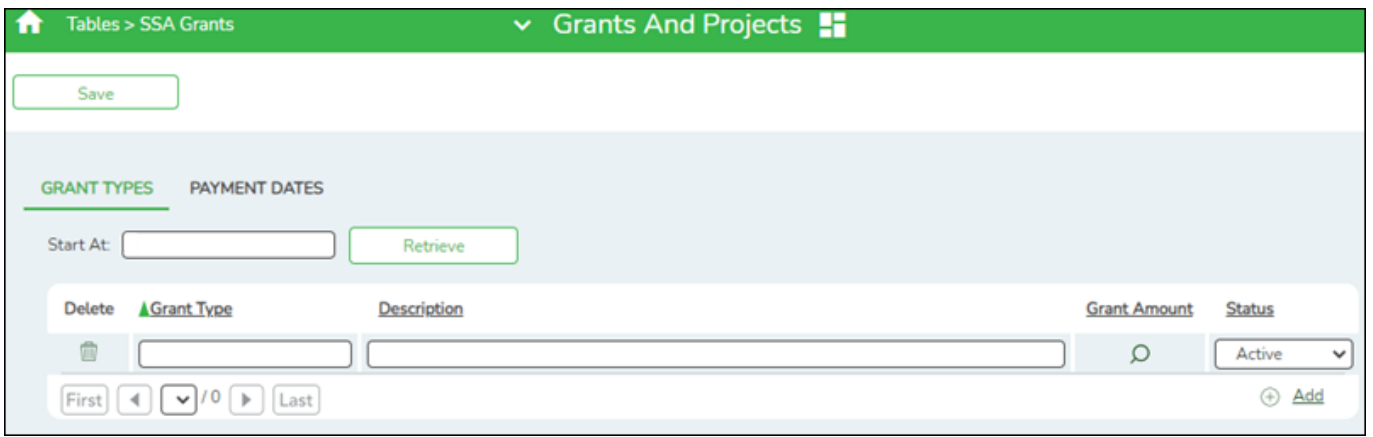 Tables > SSA Grants Grants And Projects
Save
GRANT TYPES PAYMENT DATES
Start At: Retrieve
Delete Grant Type Description Grant Amount Status
Active
First / 0 Last Add